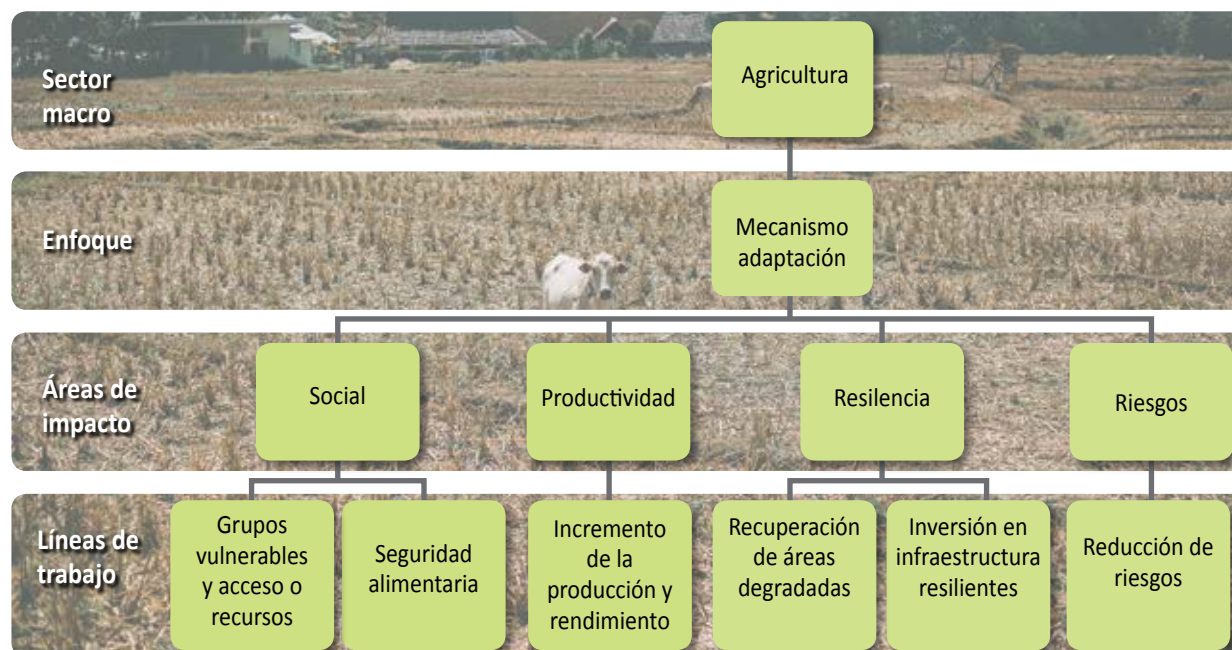 Sector
macro
Agricultura
Enfoque
Mecanismo
adaptación
Áreas de
impacto
Social
Productividad
Resilencia
Riesgos
Líneas de
trabajo
Grupos
vulnerables
y acceso o
recursos
Seguridad
alimentaria
Incremento
de la
producción y
rendimiento
Recuperación
de áreas
degradadas
Inversión en
infraestructura
resilientes
Reducción de
riesgos